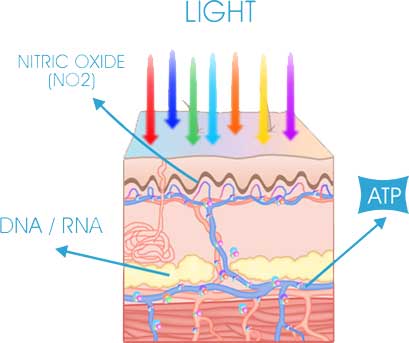 LIGHT
NITRIC OXIDE
(NO2)
DNA / RNA
ATP